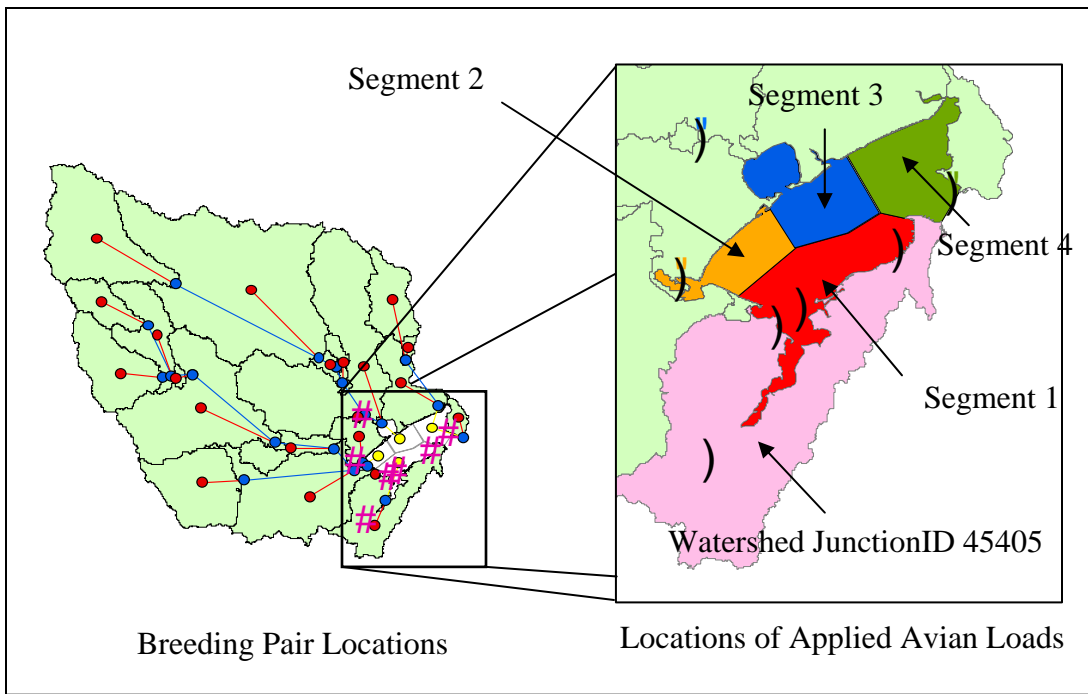 Segment 2
Segment 3
Segment 4
Segment 1
Watershed JunctionID 45405
Breeding Pair Locations
Locations of Applied Avian Loads